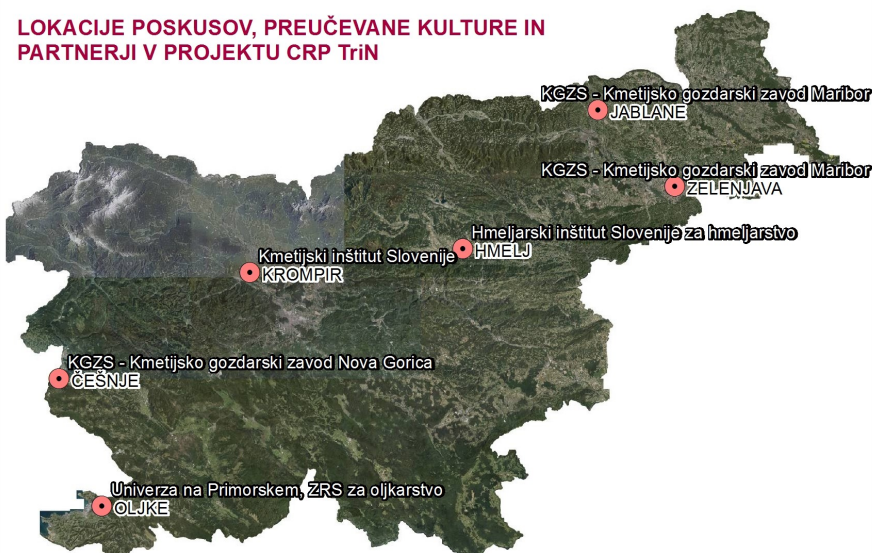 LOKACIJE POSKUSOV, PREUČEVANE KULTURE IN
PARTNERJI V PROJEKTU CRP TriN
KGZS - Kmetijsko gozdarski zavod Maribor
JABLANE
KGZS - Kmetijsko gozdarski zavod Maribor
ZELENJAVA
Hmeljarski inštitut Slovenije za hmeljarstvo
HMELJ
Kmetijski inštitut Slovenije
KROMPIR
KGZS - Kmetijsko gozdarski zavod Nova Gorica
ČEŠNJE
Univerza na Primorskem, ZRS za oljkarstvo
OLJKE